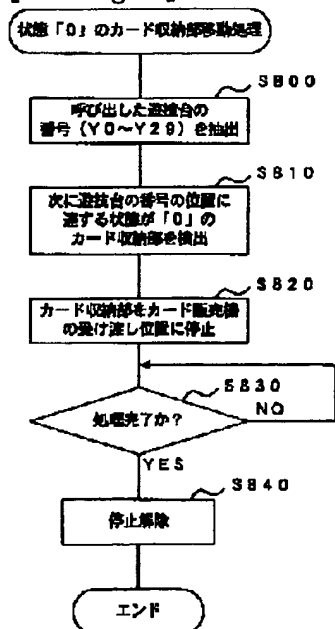 状態「0」のカード収納部移動処理
S800
呼び出した遊技台の
番号(Y0～Y29)を抽出
S810
次に遊技台の番号の位置に
達する状態が「0」の
カード収納部を検出
S820
カード収納部をカード販売機
の受け渡し位置に停止
S830
処理完了か?
NO
YES
S840
停止解除
エンド